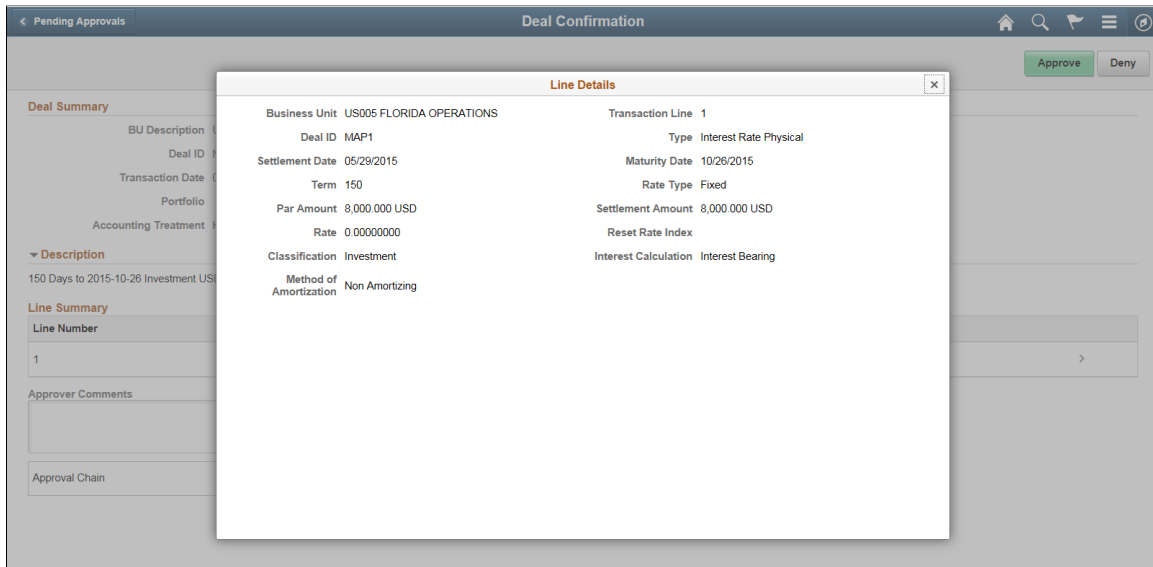 Pending Approvals
Deal Confirmation
Approve
Deny
Line Details
Deal Summary
Business Unit US005 FLORIDA OPERATIONS
Transaction Line 1
BU Description
Deal ID MAP1
Type Interest Rate Physical
Deal ID
Settlement Date 05/29/2015
Maturity Date 10/26/2015
Transaction Date
Term 150
Rate Type Fixed
Portfolio
Par Amount 8,000.000 USD
Settlement Amount 8,000.000 USD
Accounting Treatment
Rate 0.00000000
Reset Rate Index
Description
Classification Investment
Interest Calculation Interest Bearing
150 Days to 2015-10-26 Investment US
Method of
Amortization Non Amortizing
Line Summary
Line Number
1
Approver Comments
Approval Chain